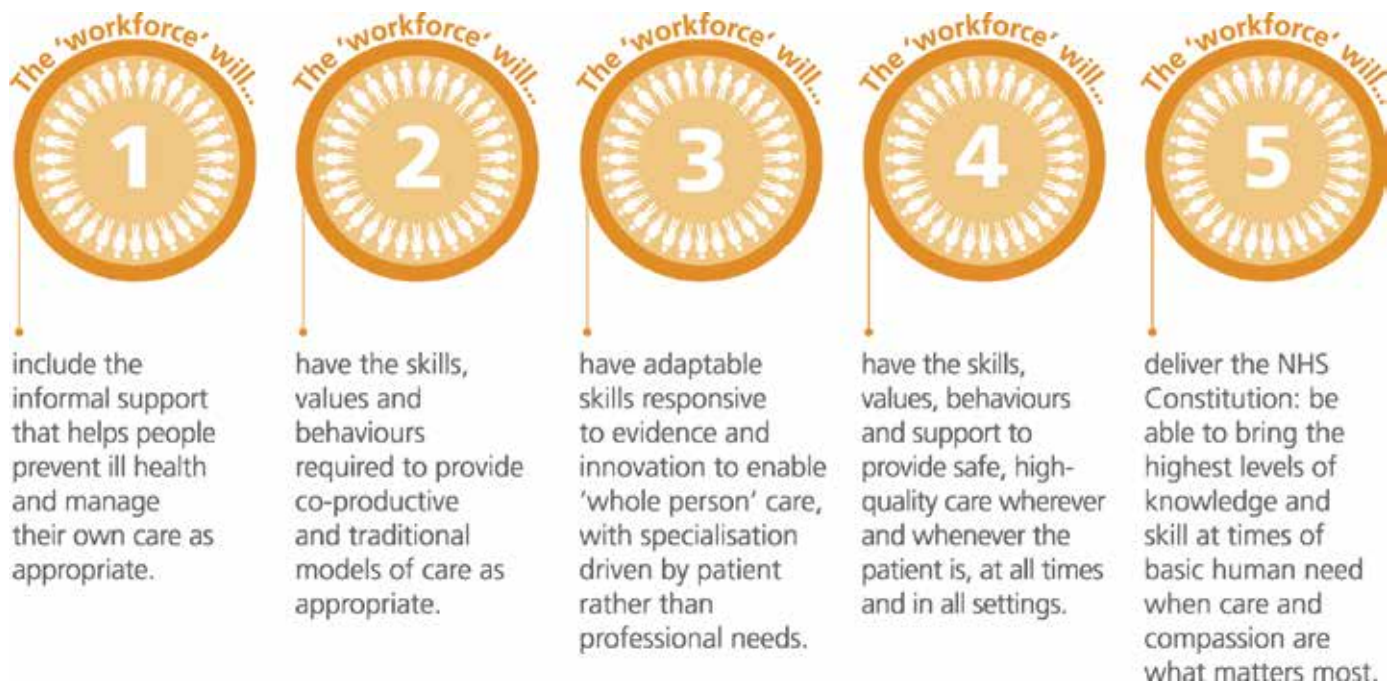 The 'workforce' will...
1
include the
informal support
that helps people
prevent ill health
and manage
their own care as
appropriate.
The 'workforce' will...
2
have the skills,
values and
behaviours
required to provide
co-productive
and traditional
models of care as
appropriate.
The 'workforce' will...
3
have adaptable
skills responsive
to evidence and
innovation to enable
'whole person' care,
with specialisation
driven by patient
rather than
professional needs.
The 'workforce' will...
4
have the skills,
values, behaviours
and support to
provide safe, high-
quality care wherever
and whenever the
patient is, at all times
and in all settings.
The 'workforce' will...
5
deliver the NHS
Constitution: be
able to bring the
highest levels of
knowledge and
skill at times of
basic human need
when care and
compassion are
what matters most.